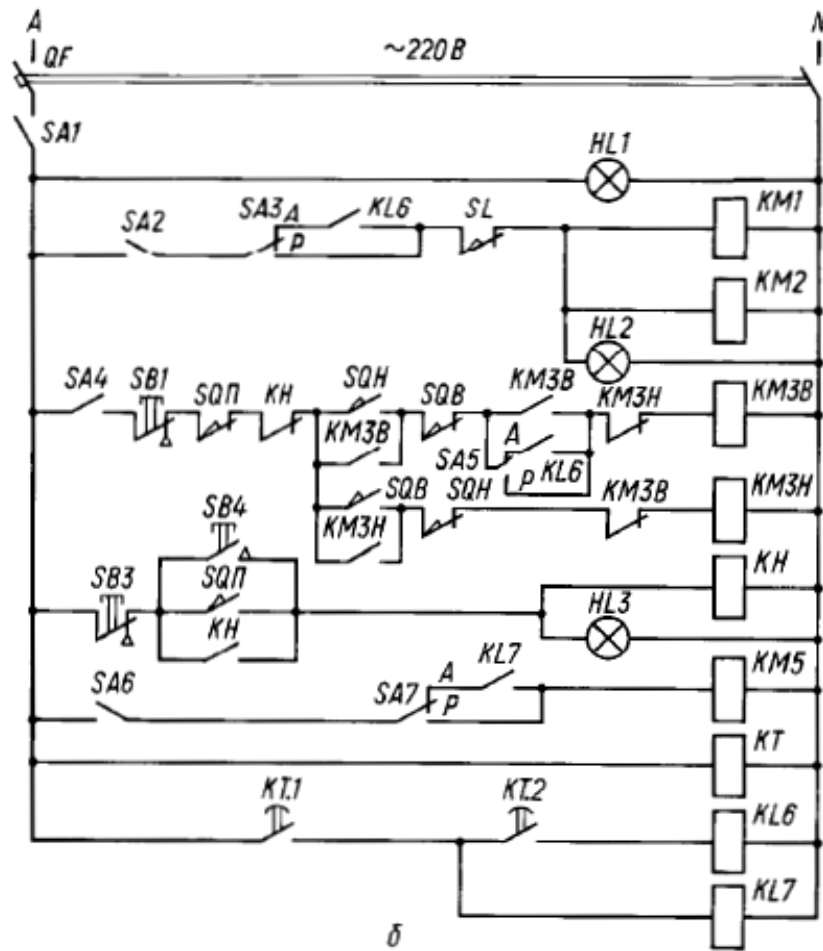 A N
QF ~220В
SA1
HL1
SA2 SA3 A KL6 SL KM1
P
KM2
HL2
SA4 SB1 SQП KH SQH SQB KM3B KM3H KM3B
KM3B SA5 A KL6
P
SB4 SQB SQH KM3B KM3H
KM3H
SB3 SQП KH
KH HL3
SA6 SA7 A KL7 KM5
P
KT
KT.1 KT.2 KL6
KL7
б